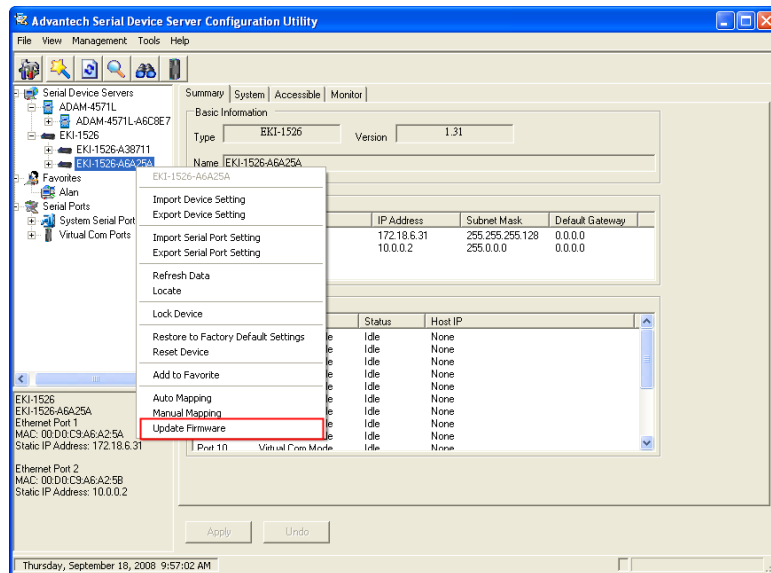 Advantech Serial Device Server Configuration Utility
File View Management Tools Help
Serial Device Servers
ADAM-4571L
ADAM-4571L-A6C8E7
EKI-1526
EKI-1526-A38711
EKI-1526-A6A25A
Favorites
Alan
Serial Ports
System Serial Port
Virtual Com Ports
EKI-1526
EKI-1526-A6A25A
Ethernet Port 1
MAC: 00:D0:C9:A6:A2:5A
Static IP Address: 172.18.6.31
Ethernet Port 2
MAC: 00:D0:C9:A6:A2:5B
Static IP Address: 10.0.0.2
Summary System Accessible Monitor
Basic Information
Type EKI-1526 Version 1.31
Name EKI-1526-A6A25A
EKI-1526-A6A25A
Import Device Setting
Export Device Setting
Import Serial Port Setting
Export Serial Port Setting
Refresh Data
Locate
Lock Device
Restore to Factory Default Settings
Reset Device
Add to Favorite
Auto Mapping
Manual Mapping
Update Firmware
IP Address Subnet Mask Default Gateway
172.18.6.31 255.255.255.128 0.0.0.0
10.0.0.2 255.0.0.0 0.0.0.0
Status Host IP
Idle None
Idle None
Idle None
Idle None
Idle None
Idle None
Idle None
Idle None
Idle None
Port 10 Virtual Com Mode Idle None
Apply Undo
Thursday, September 18, 2008 9:57:02 AM